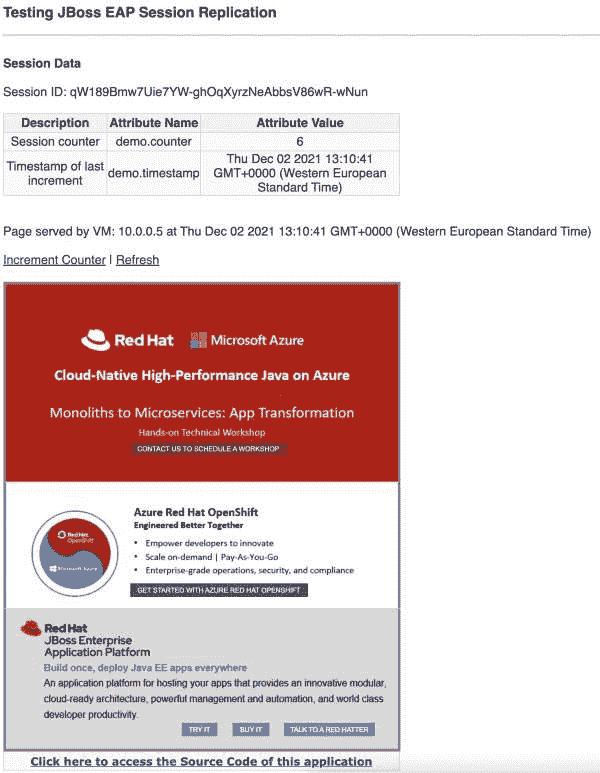 Testing JBoss EAP Session Replication
Session Data
Session ID: qW189Bmw7Uie7YW-ghOqXyrzNeAbbsV86wR-wNun
Description Attribute Name Attribute Value
Session counter demo.counter 6
Timestamp of last increment demo.timestamp Thu Dec 02 2021 13:10:41 GMT+0000 (Western European Standard Time)
Page served by VM: 10.0.0.5 at Thu Dec 02 2021 13:10:41 GMT+0000 (Western European Standard Time)
Increment Counter | Refresh
Red Hat Microsoft Azure
Cloud-Native High-Performance Java on Azure
Monoliths to Microservices: App Transformation
Hands-on Technical Workshop
CONTACT US TO SCHEDULE A WORKSHOP
Red Hat
OpenShift
Microsoft Azure
Azure Red Hat OpenShift
Engineered Better Together
• Empower developers to innovate
• Scale on-demand | Pay-As-You-Go
• Enterprise-grade operations, security, and compliance
GET STARTED WITH AZURE RED HAT OPENSHIFT
Red Hat
JBoss Enterprise
Application Platform
Build once, deploy Java EE apps everywhere
An application platform for hosting your apps that provides an innovative modular,
cloud-ready architecture, powerful management and automation, and world class
developer productivity.
TRY IT BUY IT TALK TO A RED HATTER
Click here to access the Source Code of this application